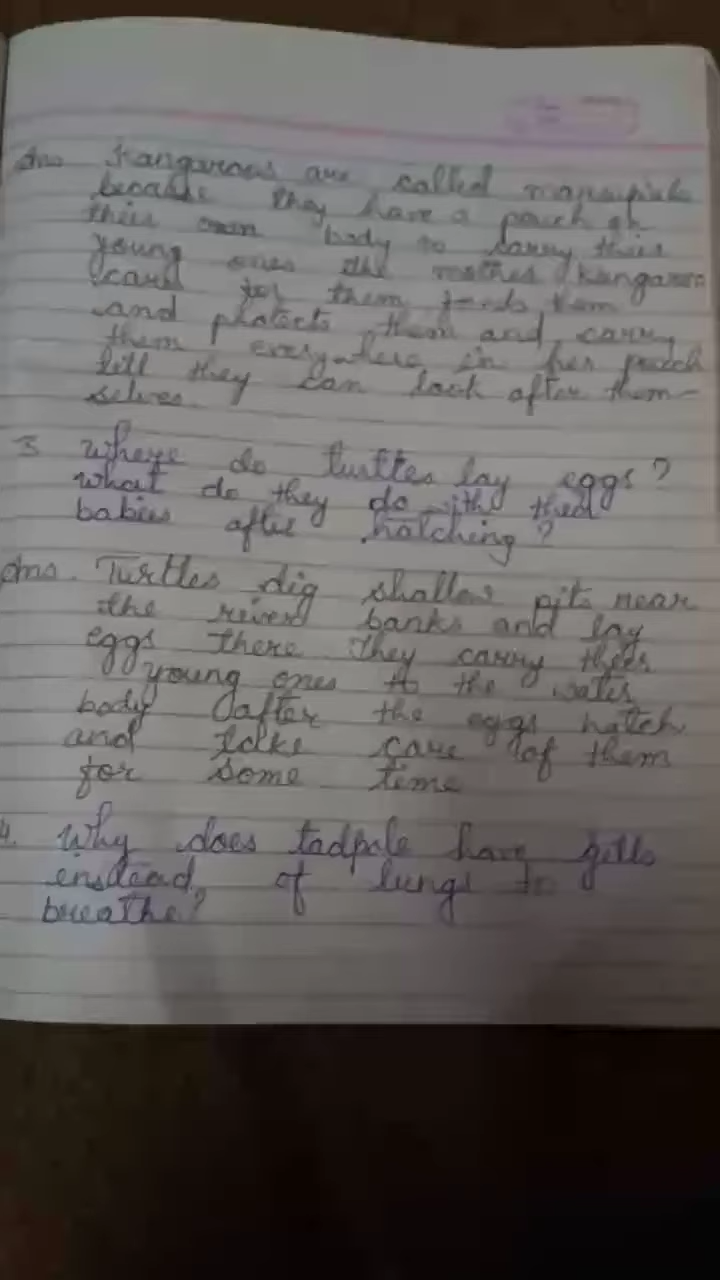 Ans. Kangaroos are called marsupials
because they have a pouch on
their own body to carry their
young ones the mother kangaroo
care for them feeds them
and protects them and carry
them everywhere in her pouch
till they can look after them-
selves
3 where do turtles lay eggs?
what do they do with their
babies after hatching?
Ans. Turtles dig shallow pits near
the river banks and lay
eggs there they carry their
young ones to the water
body after the eggs hatch
and take care of them
for some time
4. Why does tadpole have gills
instead of lungs to
breathe?